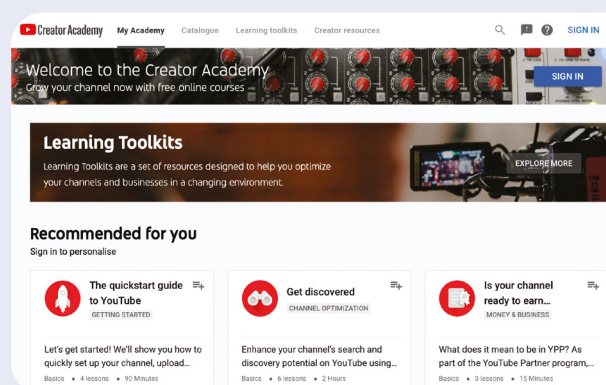 Creator Academy My Academy Catalogue Learning toolkits Creator resources SIGN IN
Welcome to the Creator Academy
Grow your channel now with free online courses
SIGN IN
Learning Toolkits
Learning Toolkits are a set of resources designed to help you optimize
your channels and businesses in a changing environment.
EXPLORE MORE
Recommended for you
Sign in to personalise
The quickstart guide
to YouTube
GETTING STARTED
Let's get started! We'll show you how to
quickly set up your channel, upload...
Basics • 4 lessons • 90 Minutes
Get discovered
CHANNEL OPTIMIZATION
Enhance your channel's search and
discovery potential on YouTube using...
Basics • 6 lessons • 2 Hours
Is your channel
ready to earn...
MONEY & BUSINESS
What does it mean to be in YPP? As
part of the YouTube Partner program,...
Basics • 3 lessons • 15 Minutes